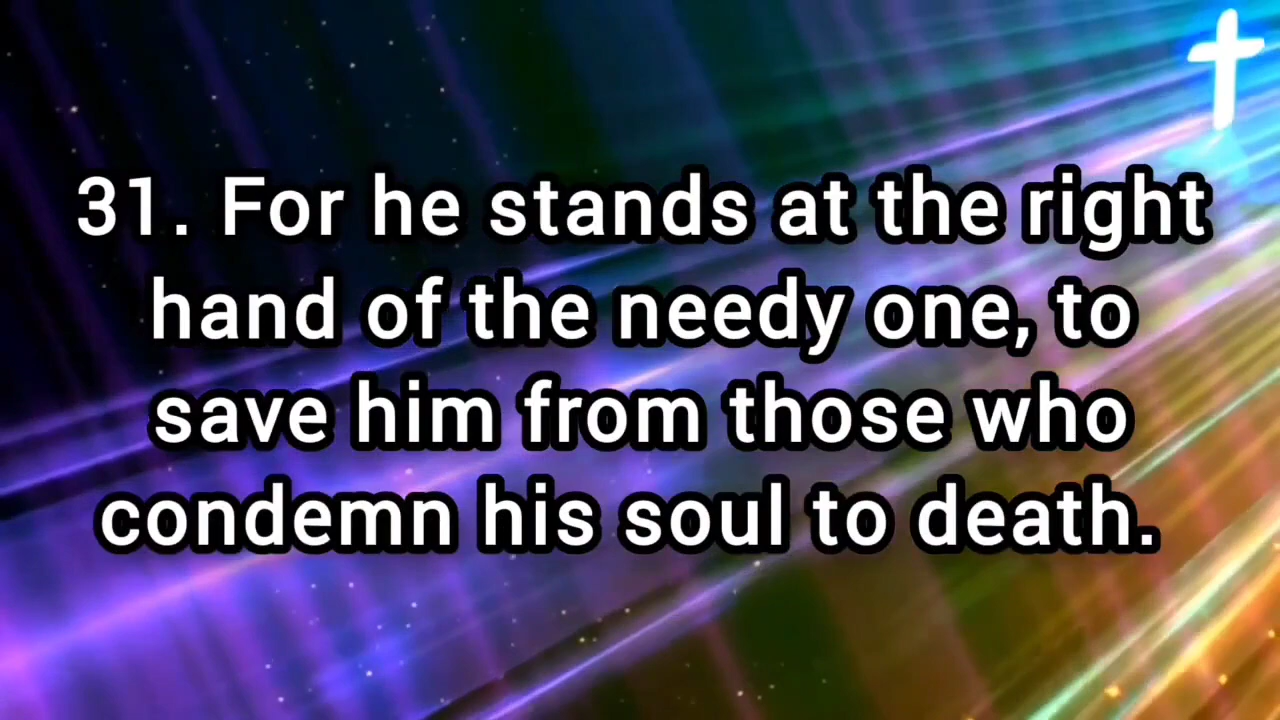 31. For he stands at the right
hand of the needy one, to
save him from those who
condemn his soul to death.